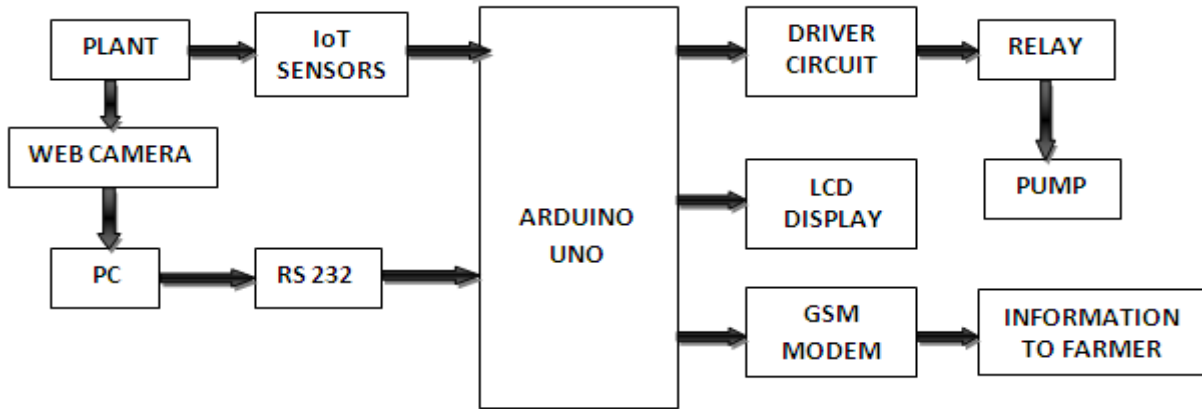 PLANT
IoT
SENSORS
DRIVER
CIRCUIT
RELAY
WEB CAMERA
PUMP
ARDUINO
UNO
LCD
DISPLAY
PC
RS 232
GSM
MODEM
INFORMATION
TO FARMER